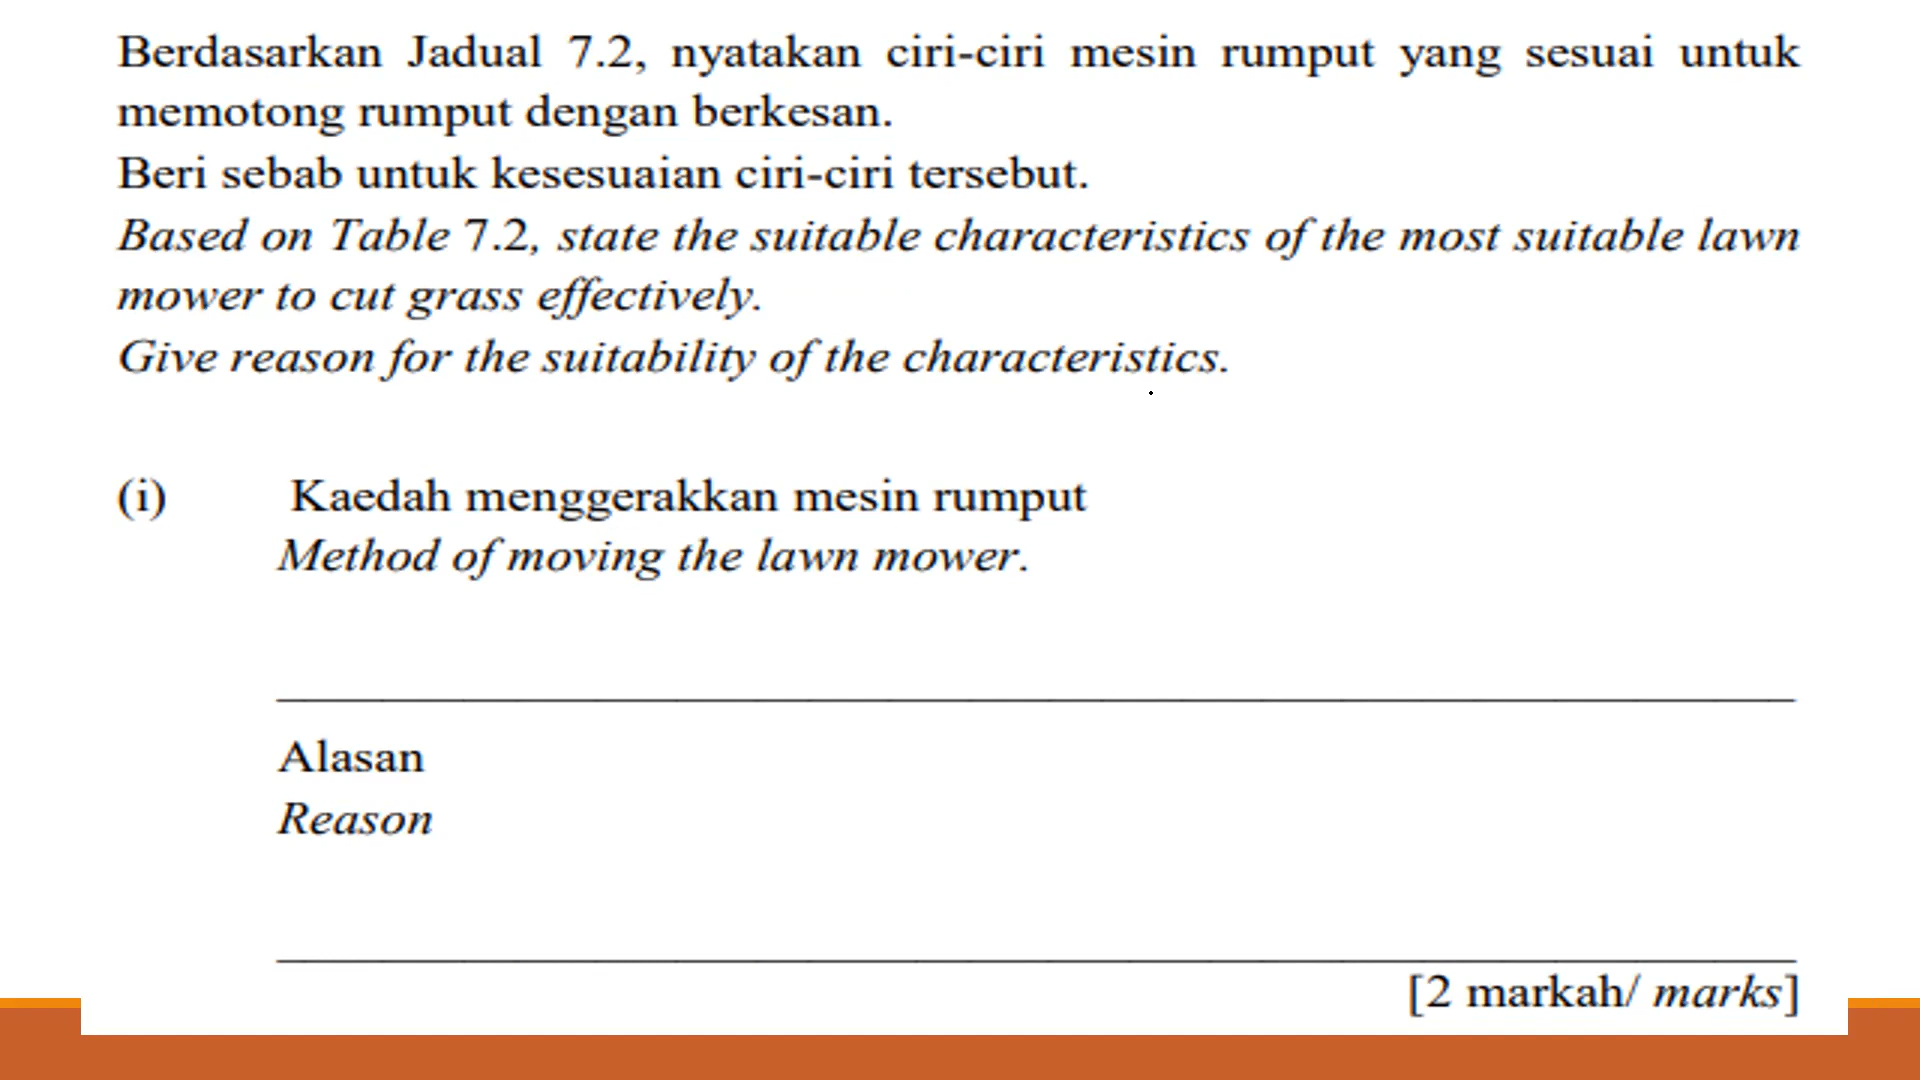 Berdasarkan Jadual 7.2, nyatakan ciri-ciri mesin rumput yang sesuai untuk
memotong rumput dengan berkesan.
Beri sebab untuk kesesuaian ciri-ciri tersebut.
Based on Table 7.2, state the suitable characteristics of the most suitable lawn
mower to cut grass effectively.
Give reason for the suitability of the characteristics.
(i) Kaedah menggerakkan mesin rumput
Method of moving the lawn mower.
Alasan
Reason
[2 markah/ marks]